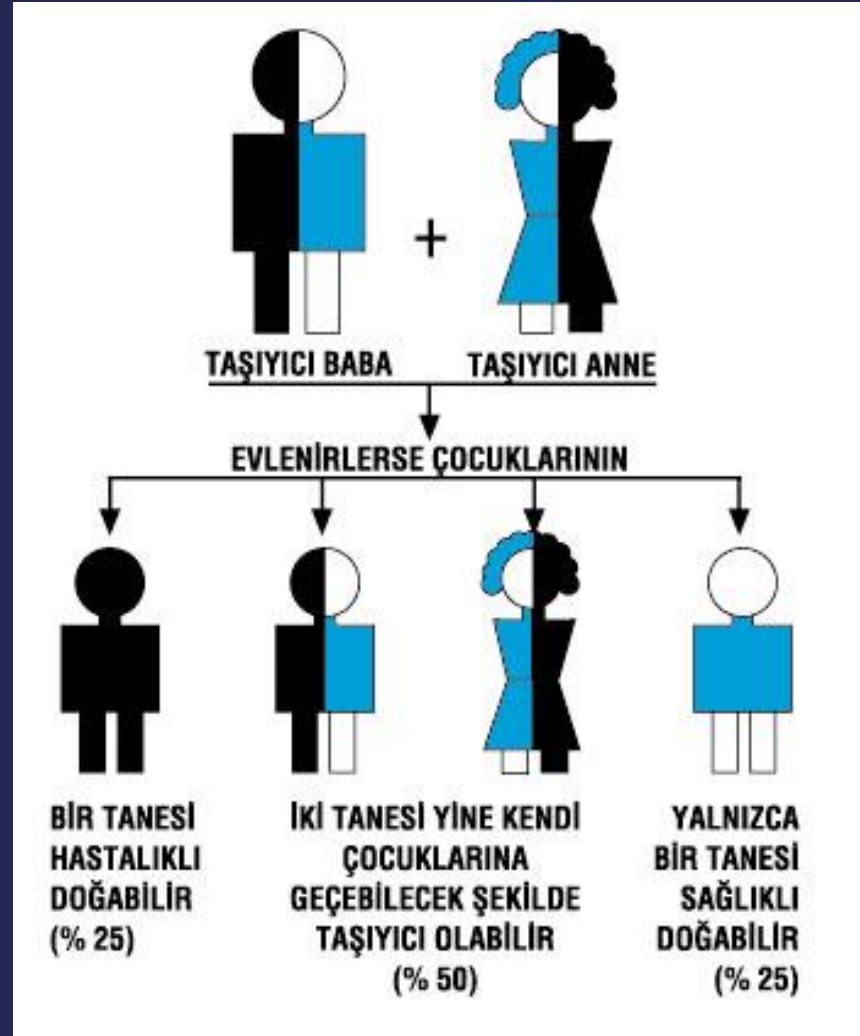 +
TAŞIYICI BABA
TAŞIYICI ANNE
EVLENİRLERSE ÇOCUKLARININ
BİR TANESİ
HASTALIKLI
DOĞABİLİR
(% 25)
İKİ TANESİ YİNE KENDİ
ÇOCUKLARINA
GEÇEBİLECEK ŞEKİLDE
TAŞIYICI OLABİLİR
(% 50)
YALNIZCA
BİR TANESİ
SAĞLIKLI
DOĞABİLİR
(% 25)